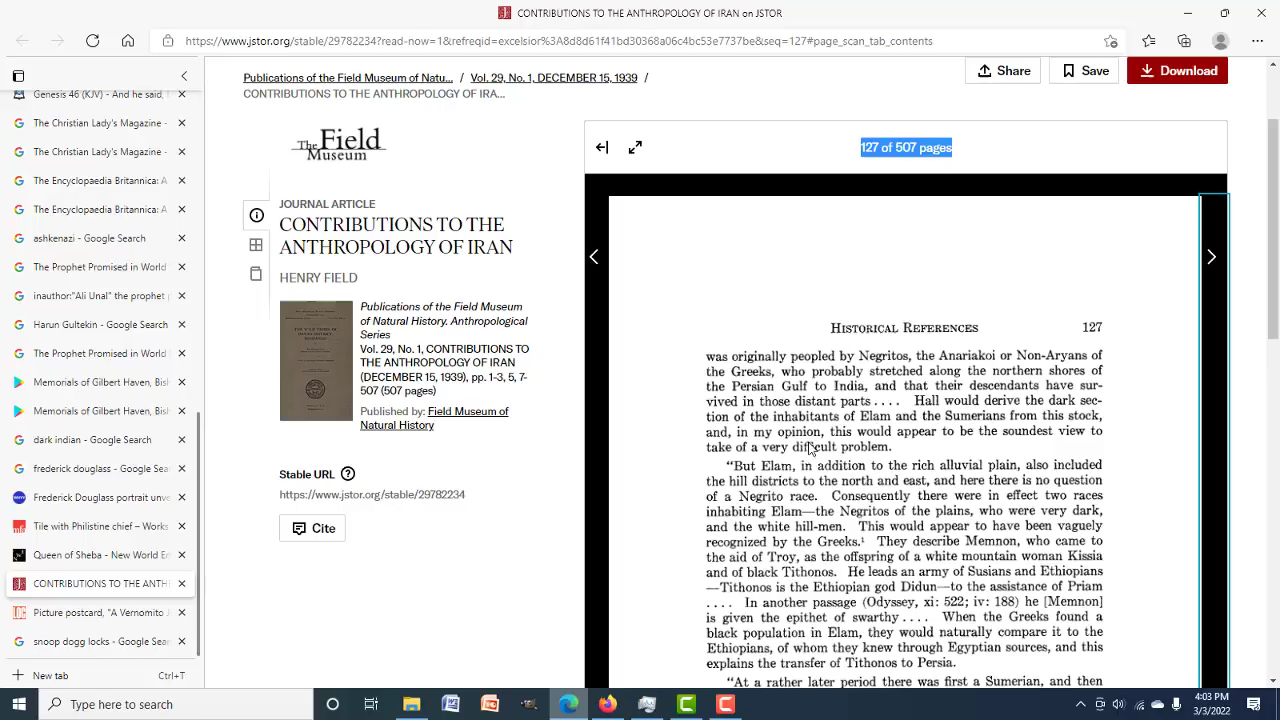 CONTRIBUTIONS TO THE ANTHROPOLOGY OF IRAN on JSTOR
https://www.jstor.org/stable/29782234?read-now=1&refreqid=excelsior%3A8d8d61f41bd30368a06c4bc53e7737be&seq=127#page_scan_tab_contents
Genesis 46 (KJV) - And he said,
The Christian Lady's Magazine -
The Christian Lady's Magazine -
The Encyclopaedia Britannica: A
The Encyclopaedia Britannica: A
ashkenazi - Google Search
The Prophet Promised in World
inauthor:"Ali Unal" the prophet
Harun Gultekin - Google Search
The Prophet Promised in World
Memorials of Gilbert Haven, Bish
Memorials of Gilbert Haven, Bish
dark indian - Google Search
frederick douglass - Google Sea
Frederick Douglass portrait unve
Tile with Philistine chief – Works
Queen of Sheba - New World E
CONTRIBUTIONS TO THE ANTH
Picture postcard. "A Vernonite A
snoop dogg locs - Google Searc
Publications of the Field Museum of Natu... / Vol. 29, No. 1, DECEMBER 15, 1939 /
CONTRIBUTIONS TO THE ANTHROPOLOGY OF IRA...
Share
Save
Download
The Field
Museum
JOURNAL ARTICLE
CONTRIBUTIONS TO THE
ANTHROPOLOGY OF IRAN
HENRY FIELD
Publications of the Field Museum
of Natural History. Anthropological
Series
Vol. 29, No. 1, CONTRIBUTIONS TO
THE ANTHROPOLOGY OF IRAN
(DECEMBER 15, 1939), pp. 1-3, 5, 7-
507 (507 pages)
Published by: Field Museum of
Natural History
Stable URL
https://www.jstor.org/stable/29782234
Cite
127 of 507 pages
HISTORICAL REFERENCES 127
was originally peopled by Negritos, the Anariakoi or Non-Aryans of
the Greeks, who probably stretched along the northern shores of
the Persian Gulf to India, and that their descendants have sur-
vived in those distant parts . . . . Hall would derive the dark sec-
tion of the inhabitants of Elam and the Sumerians from this stock,
and, in my opinion, this would appear to be the soundest view to
take of a very difficult problem.
"But Elam, in addition to the rich alluvial plain, also included
the hill districts to the north and east, and here there is no question
of a Negrito race. Consequently there were in effect two races
inhabiting Elam—the Negritos of the plains, who were very dark,
and the white hill-men. This would appear to have been vaguely
recognized by the Greeks.¹ They describe Memnon, who came to
the aid of Troy, as the offspring of a white mountain woman Kissia
and of black Tithonos. He leads an army of Susians and Ethiopians
—Tithonos is the Ethiopian god Didun—to the assistance of Priam
. . . . In another passage (Odyssey, xi: 522; iv: 188) he [Memnon]
is given the epithet of swarthy . . . . When the Greeks found a
black population in Elam, they would naturally compare it to the
Ethiopians, of whom they knew through Egyptian sources, and this
explains the transfer of Tithonos to Persia.
"At a rather later period there was first a Sumerian, and then
Type here to search
4:03 PM
3/3/2022